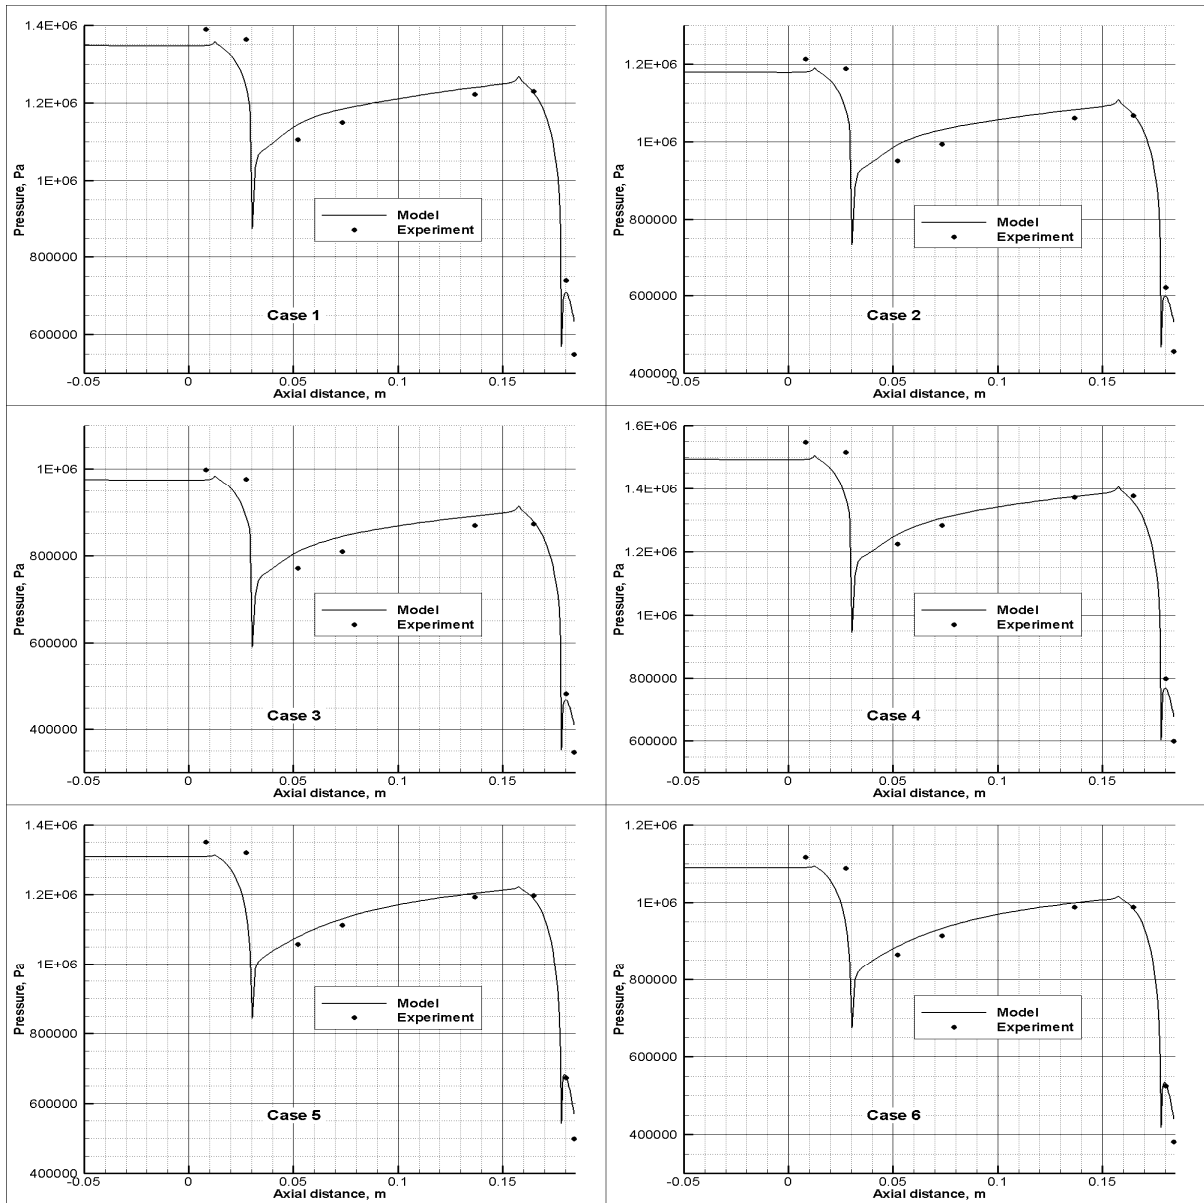 1.4E+06
1.2E+06
1E+06
800000
600000
Pressure, Pa
Model
Experiment
Case 1
-0.05 0 0.05 0.1 0.15
Axial distance, m
1.2E+06
1E+06
800000
600000
400000
Pressure, Pa
Model
Experiment
Case 2
-0.05 0 0.05 0.1 0.15
Axial distance, m
1E+06
800000
600000
400000
Pressure, Pa
Model
Experiment
Case 3
-0.05 0 0.05 0.1 0.15
Axial distance, m
1.6E+06
1.4E+06
1.2E+06
1E+06
800000
600000
Pressure, Pa
Model
Experiment
Case 4
-0.05 0 0.05 0.1 0.15
Axial distance, m
1.4E+06
1.2E+06
1E+06
800000
600000
400000
Pressure, Pa
Model
Experiment
Case 5
-0.05 0 0.05 0.1 0.15
Axial distance, m
1.2E+06
1E+06
800000
600000
400000
Pressure, Pa
Model
Experiment
Case 6
-0.05 0 0.05 0.1 0.15
Axial distance, m